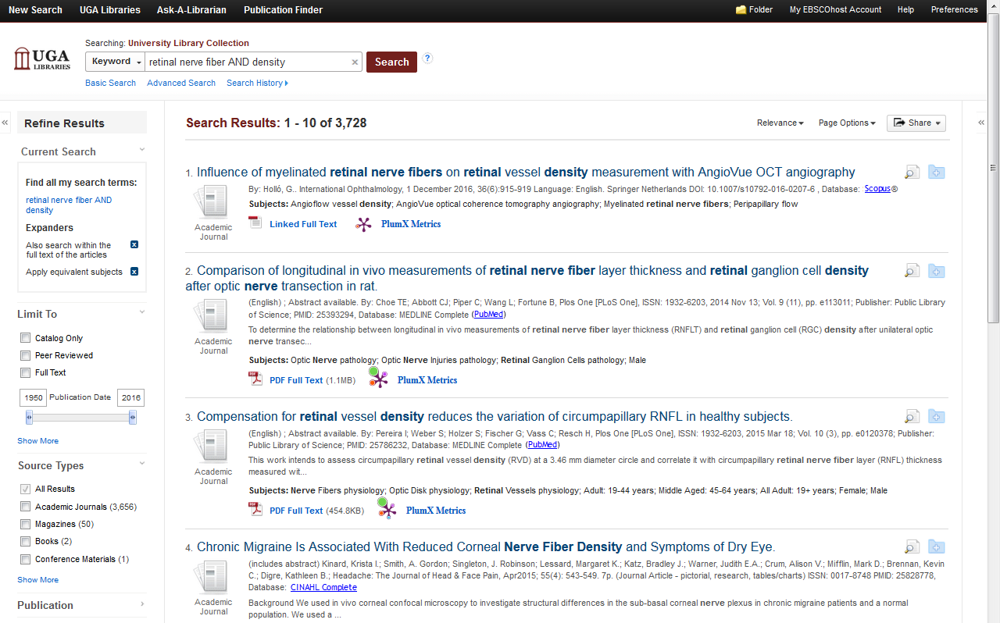 New Search UGA Libraries Ask-A-Librarian Publication Finder Folder My EBSCOhost Account Help Preferences
Searching: University Library Collection
UGA
LIBRARIES
Keyword retinal nerve fiber AND density × Search ?
Basic Search Advanced Search Search History
« Refine Results
Current Search
Find all my search terms:
retinal nerve fiber AND
density
Expanders
Also search within the
full text of the articles
Apply equivalent subjects
Limit To
Catalog Only
Peer Reviewed
Full Text
1950 Publication Date 2016
Show More
Source Types
All Results
Academic Journals (3,656)
Magazines (50)
Books (2)
Conference Materials (1)
Show More
Publication
Search Results: 1 - 10 of 3,728
Relevance Page Options Share «
1. Influence of myelinated retinal nerve fibers on retinal vessel density measurement with AngioVue OCT angiography
Academic
Journal
By: Holló, G.. International Ophthalmology, 1 December 2016, 36(6):915-919 Language: English. Springer Netherlands DOI: 10.1007/s10792-016-0207-6 , Database: Scopus®
Subjects: Angioflow vessel density; AngioVue optical coherence tomography angiography; Myelinated retinal nerve fibers; Peripapillary flow
Linked Full Text PlumX Metrics
2. Comparison of longitudinal in vivo measurements of retinal nerve fiber layer thickness and retinal ganglion cell density
after optic nerve transection in rat.
Academic
Journal
(English) ; Abstract available. By: Choe TE; Abbott CJ; Piper C; Wang L; Fortune B, Plos One [PLoS One], ISSN: 1932-6203, 2014 Nov 13; Vol. 9 (11), pp. e113011; Publisher: Public Library
of Science; PMID: 25393294, Database: MEDLINE Complete (PubMed)
To determine the relationship between longitudinal in vivo measurements of retinal nerve fiber layer thickness (RNFLT) and retinal ganglion cell (RGC) density after unilateral optic
nerve transec...
Subjects: Optic Nerve pathology; Optic Nerve Injuries pathology; Retinal Ganglion Cells pathology; Male
PDF Full Text (1.1MB) PlumX Metrics
3. Compensation for retinal vessel density reduces the variation of circumpapillary RNFL in healthy subjects.
Academic
Journal
(English) ; Abstract available. By: Pereira I; Weber S; Holzer S; Fischer G; Vass C; Resch H, Plos One [PLoS One], ISSN: 1932-6203, 2015 Mar 18; Vol. 10 (3), pp. e0120378; Publisher:
Public Library of Science; PMID: 25786232, Database: MEDLINE Complete (PubMed)
This work intends to assess circumpapillary retinal vessel density (RVD) at a 3.46 mm diameter circle and correlate it with circumpapillary retinal nerve fiber layer (RNFL) thickness
measured wit...
Subjects: Nerve Fibers physiology; Optic Disk physiology; Retinal Vessels physiology; Adult: 19-44 years; Middle Aged: 45-64 years; All Adult: 19+ years; Female; Male
PDF Full Text (454.8KB) PlumX Metrics
4. Chronic Migraine Is Associated With Reduced Corneal Nerve Fiber Density and Symptoms of Dry Eye.
Academic
Journal
(includes abstract) Kinard, Krista I.; Smith, A. Gordon; Singleton, J. Robinson; Lessard, Margaret K.; Katz, Bradley J.; Warner, Judith E.A.; Crum, Alison V.; Mifflin, Mark D.; Brennan, Kevin
C.; Digre, Kathleen B.; Headache: The Journal of Head & Face Pain, Apr2015; 55(4): 543-549. 7p. (Journal Article - pictorial, research, tables/charts) ISSN: 0017-8748 PMID: 25828778,
Database: CINAHL Complete
Background We used in vivo corneal confocal microscopy to investigate structural differences in the sub-basal corneal nerve plexus in chronic migraine patients and a normal
population. We used a ...